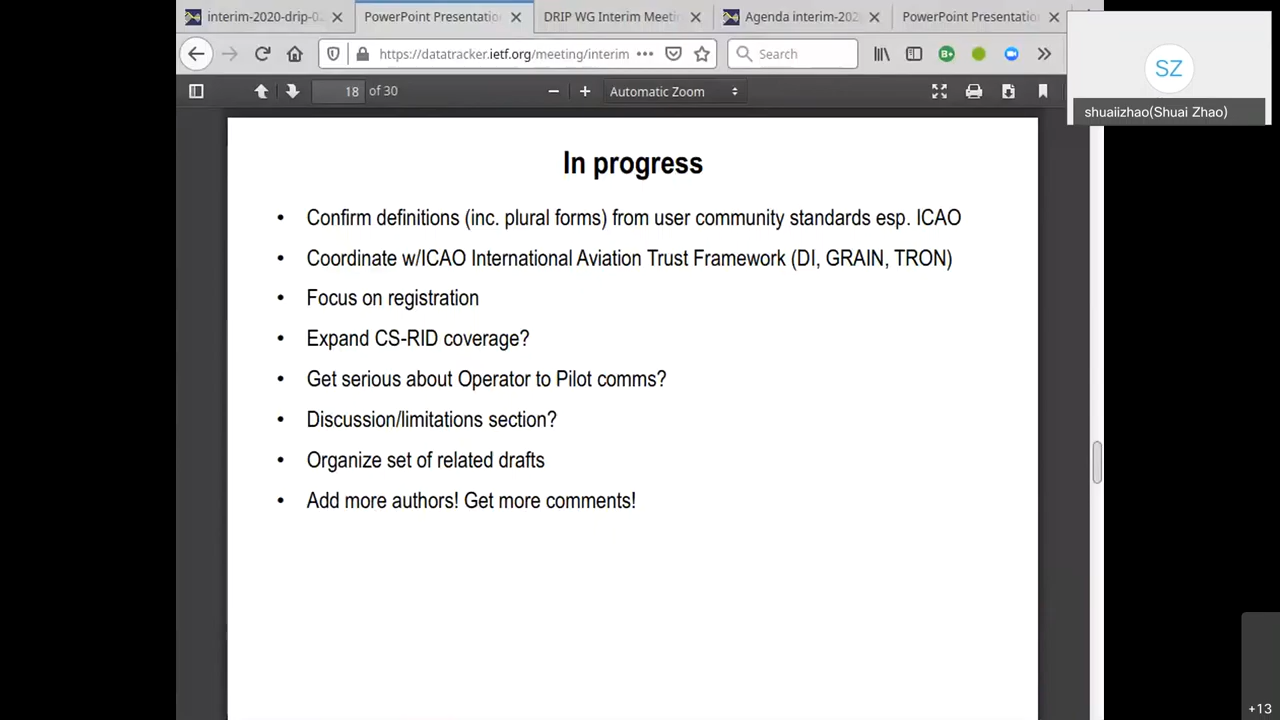 interim-2020-drip-0
PowerPoint Presentatio
DRIP WG Interim Meeti
Agenda interim-202
PowerPoint Presentatio
https://datatracker.ietf.org/meeting/interim
Search
18 of 30
Automatic Zoom
SZ
shuaiizhao(Shuai Zhao)
In progress
• Confirm definitions (inc. plural forms) from user community standards esp. ICAO
• Coordinate w/ICAO International Aviation Trust Framework (DI, GRAIN, TRON)
• Focus on registration
• Expand CS-RID coverage?
• Get serious about Operator to Pilot comms?
• Discussion/limitations section?
• Organize set of related drafts
• Add more authors! Get more comments!
+13